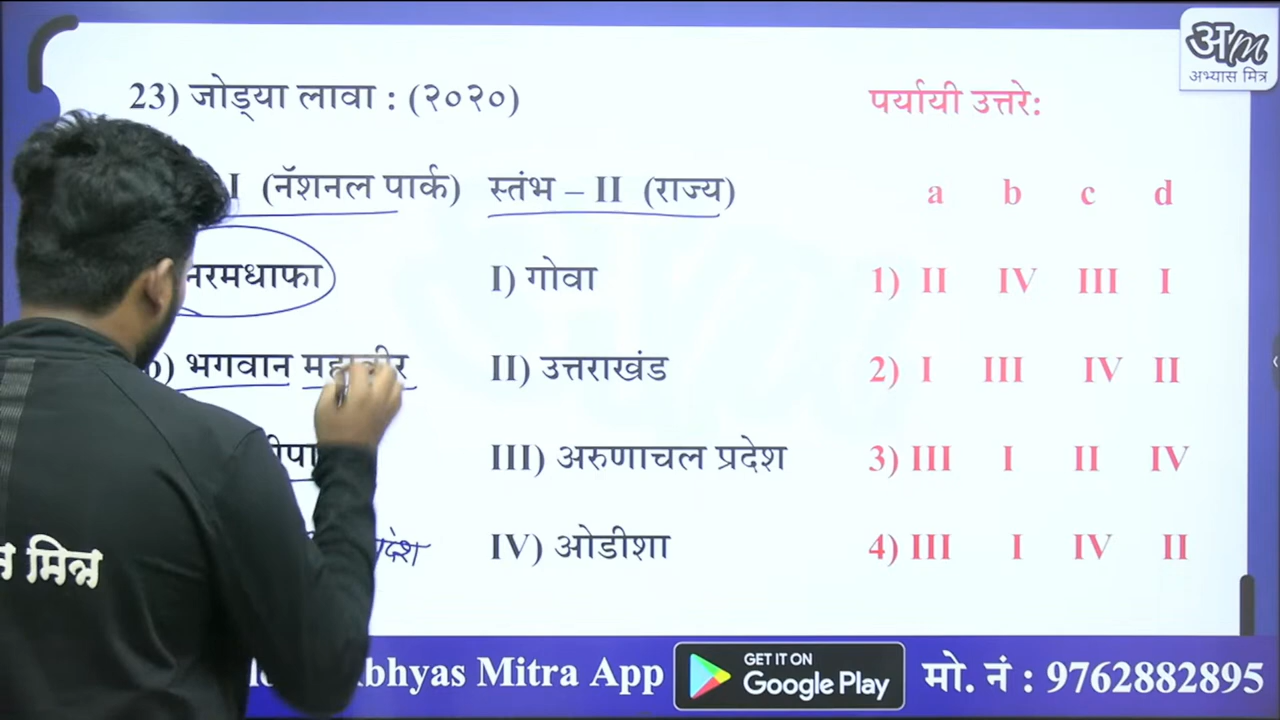 अm
अभ्यास मित्र
23) जोड्या लावा : (२०२०)
पर्यायी उत्तरे:
I (नॅशनल पार्क) स्तंभ – II (राज्य)
a b c d
नरमधाफा I) गोवा
1) II IV III I
b) भगवान महावीर II) उत्तराखंड
2) I III IV II
III) अरुणाचल प्रदेश
3) III I II IV
IV) ओडीशा
4) III I IV II
मित्र
Abhyas Mitra App
GET IT ON
Google Play
मो. नं : 9762882895